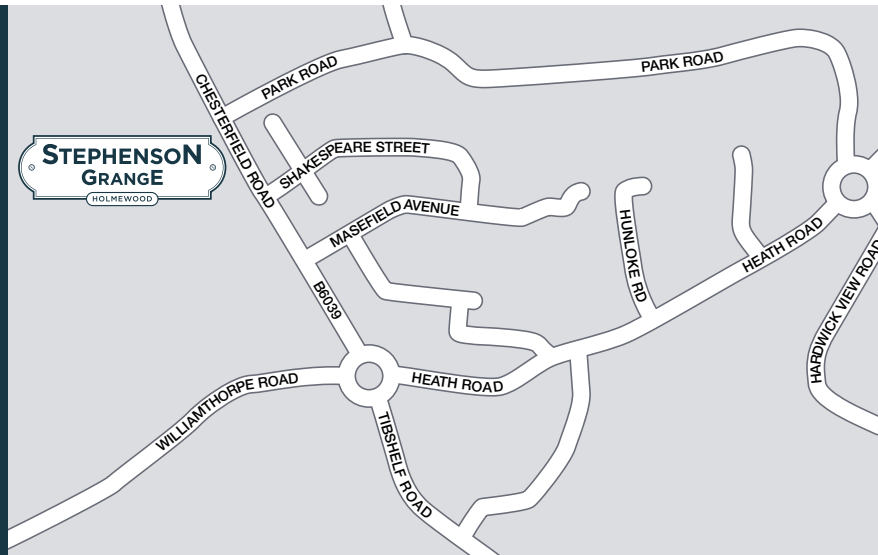 PARK ROAD
PARK ROAD
CHESTERFIELD ROAD
STEPHENSON
GRANGE
HOLMEWOOD
SHAKESPEARE STREET
MASEFIELD AVENUE
HUNLOKE RD
HEATH ROAD
B6039
HARDWICK VIEW ROAD
WILLIAMTHORPE ROAD
HEATH ROAD
TIBSHELF ROAD